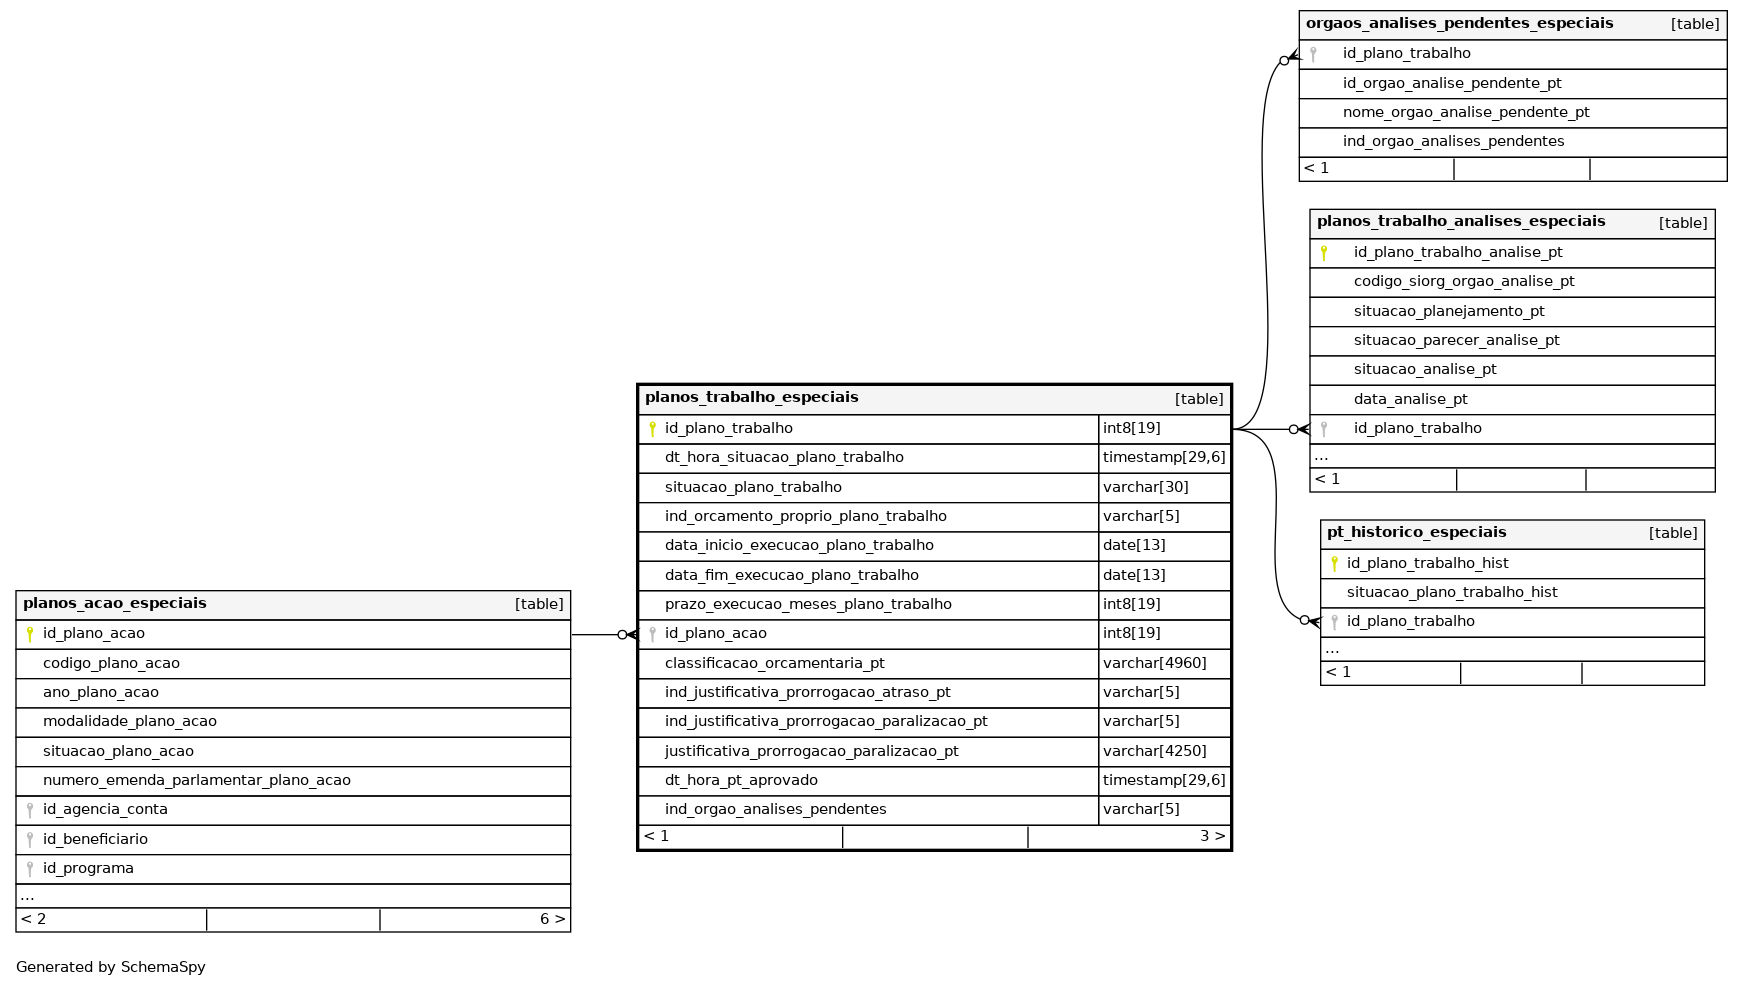 orgaos_analises_pendentes_especiais [table]
id_plano_trabalho
id_orgao_analise_pendente_pt
nome_orgao_analise_pendente_pt
ind_orgao_analises_pendentes
< 1
planos_trabalho_analises_especiais [table]
id_plano_trabalho_analise_pt
codigo_siorg_orgao_analise_pt
situacao_planejamento_pt
situacao_parecer_analise_pt
situacao_analise_pt
data_analise_pt
id_plano_trabalho
...
< 1
planos_trabalho_especiais [table]
id_plano_trabalho int8[19]
dt_hora_situacao_plano_trabalho timestamp[29,6]
situacao_plano_trabalho varchar[30]
ind_orcamento_proprio_plano_trabalho varchar[5]
data_inicio_execucao_plano_trabalho date[13]
data_fim_execucao_plano_trabalho date[13]
prazo_execucao_meses_plano_trabalho int8[19]
id_plano_acao int8[19]
classificacao_orcamentaria_pt varchar[4960]
ind_justificativa_prorrogacao_atraso_pt varchar[5]
ind_justificativa_prorrogacao_paralizacao_pt varchar[5]
justificativa_prorrogacao_paralizacao_pt varchar[4250]
dt_hora_pt_aprovado timestamp[29,6]
ind_orgao_analises_pendentes varchar[5]
< 1 3 >
pt_historico_especiais [table]
id_plano_trabalho_hist
situacao_plano_trabalho_hist
id_plano_trabalho
...
< 1
planos_acao_especiais [table]
id_plano_acao
codigo_plano_acao
ano_plano_acao
modalidade_plano_acao
situacao_plano_acao
numero_emenda_parlamentar_plano_acao
id_agencia_conta
id_beneficiario
id_programa
...
< 2 6 >
Generated by SchemaSpy